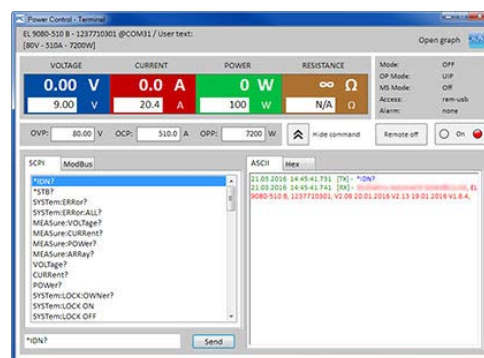 Power Control - Terminal
EL 9080-510 B - 1237710301 @COM31 / User text:
[80V - 510A - 7200W]
Open graph
VOLTAGE CURRENT POWER RESISTANCE
0.00 V 0.0 A 0 W ∞ Ω
9.00 V 20.4 A 100 W N/A Ω
Mode: OFF
OP Mode: UIP
MS Mode: Off
Access: rem-usb
Alarm: none
OVP: 80.00 V OCP: 510.0 A OPP: 7200 W Hide command Remote off On
SCPI ModBus
*IDN?
*STB?
SYSTem:ERRor?
SYSTem:ERRor:ALL?
MEASure:VOLTage?
MEASure:CURRent?
MEASure:POWer?
MEASure:ARRay?
VOLTage?
CURRent?
POWer?
SYSTem:LOCK:OWNer?
SYSTem:LOCK ON
SYSTem:LOCK OFF
*IDN? Send
ASCII Hex
21.03.2016 14:45:41.731 [TX] - *IDN?
21.03.2016 14:45:41.741 [RX] - EL
9080-510 B, 1237710301, V2.06 20.01.2016 V2.13 19.01.2016 V1.6.4,